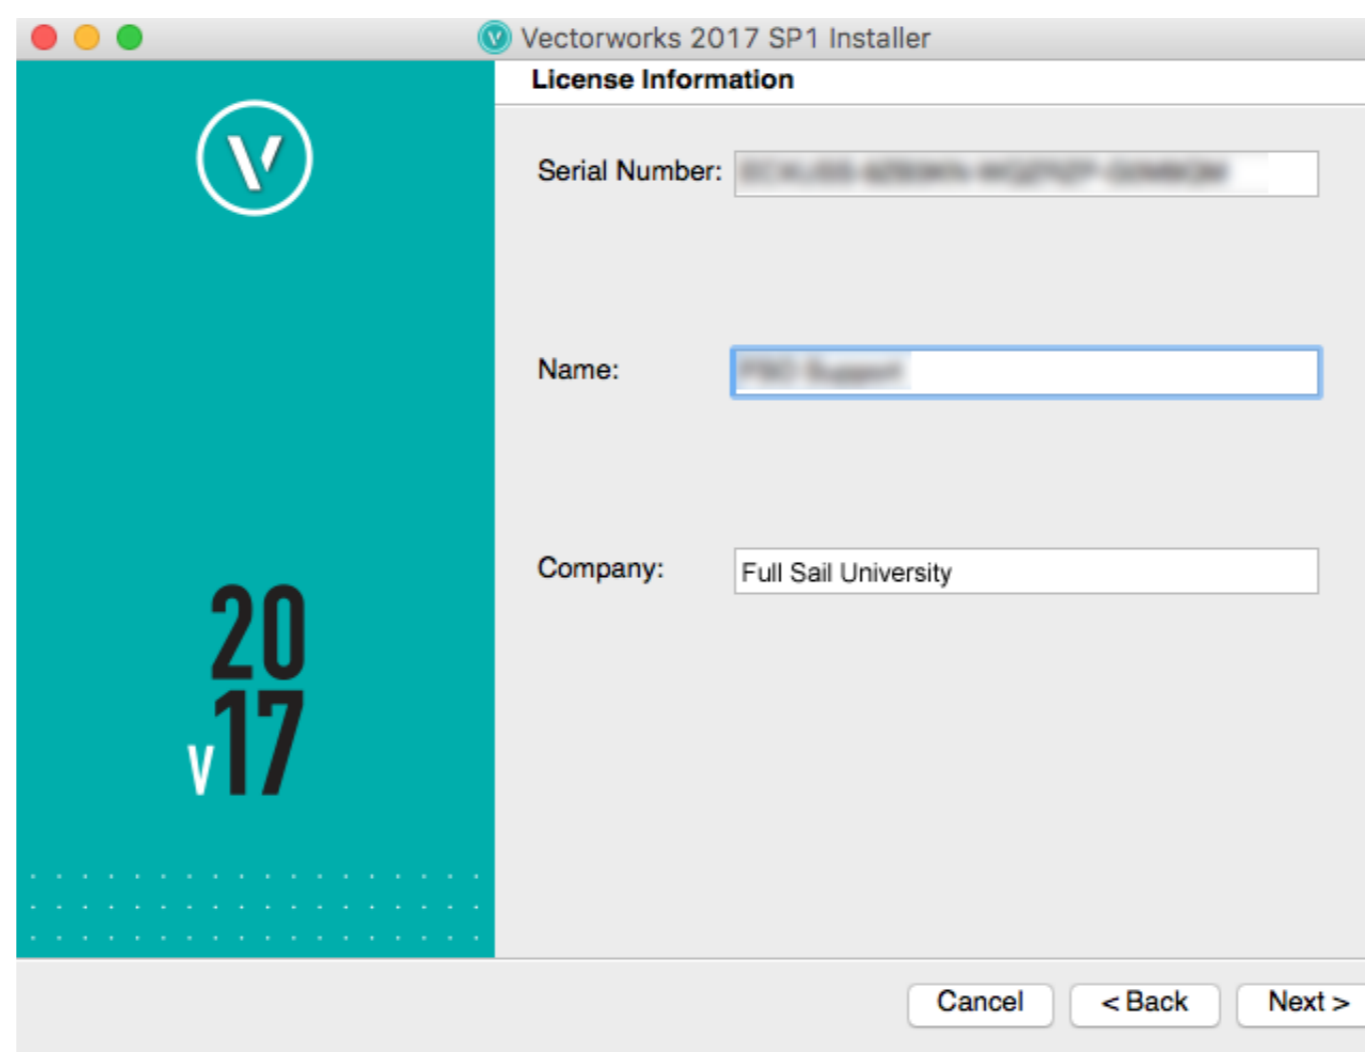 Vectorworks 2017 SP1 Installer
License Information
Serial Number:
Name:
Company: Full Sail University
20
v17
Cancel < Back Next >